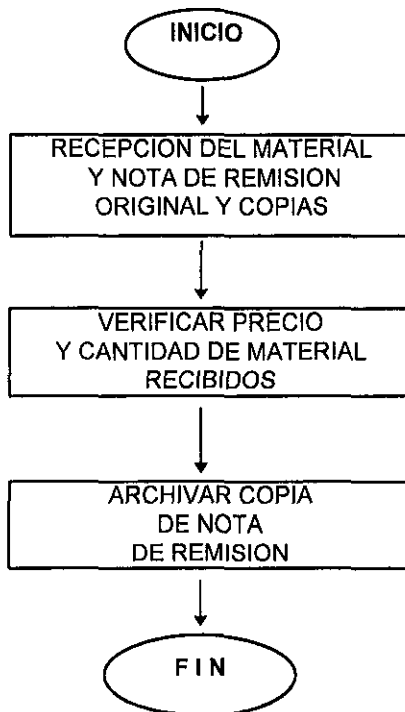 INICIO
RECEPCION DEL MATERIAL
Y NOTA DE REMISION
ORIGINAL Y COPIAS
VERIFICAR PRECIO
Y CANTIDAD DE MATERIAL
RECIBIDOS
ARCHIVAR COPIA
DE NOTA
DE REMISION
F I N